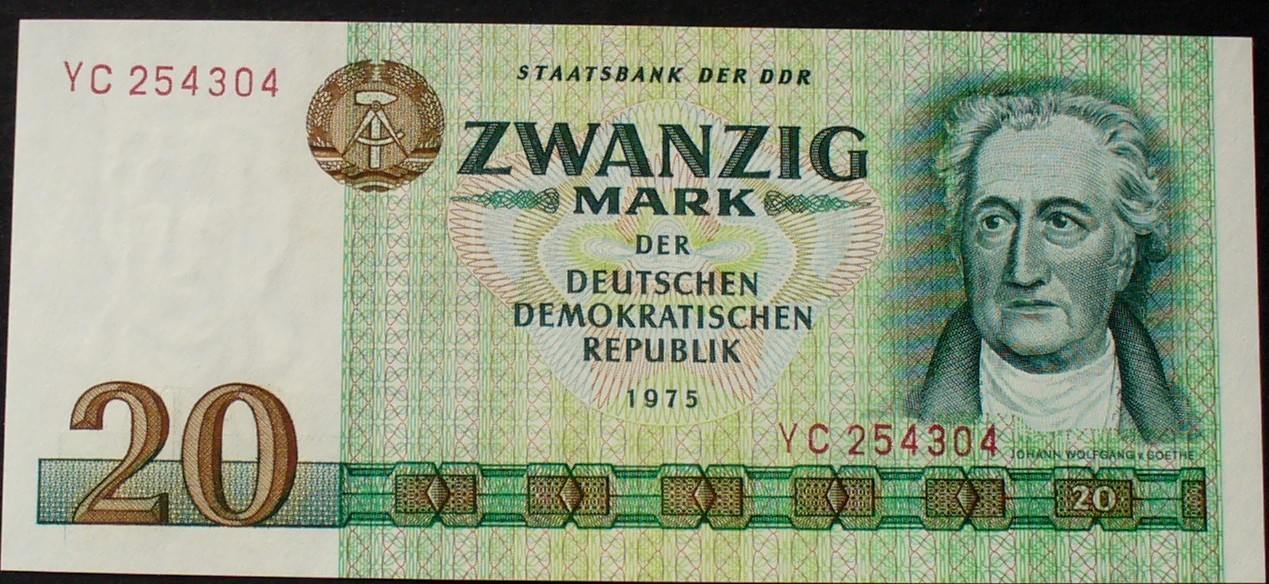 YC 254304
STAATSBANK DER DDR
ZWANZIG
MARK
DER
DEUTSCHEN
DEMOKRATISCHEN
REPUBLIK
1975
YC 254304
JOHANN WOLFGANG v. GOETHE
20
20